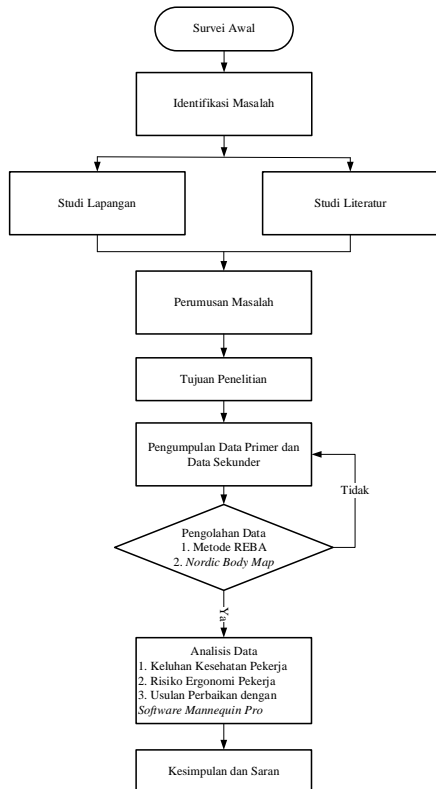 Survei Awal
Identifikasi Masalah
Studi Lapangan
Studi Literatur
Perumusan Masalah
Tujuan Penelitian
Pengumpulan Data Primer dan
Data Sekunder
Tidak
Pengolahan Data
1. Metode REBA
2. Nordic Body Map
Ya
Analisis Data
1. Keluhan Kesehatan Pekerja
2. Risiko Ergonomi Pekerja
3. Usulan Perbaikan dengan
Software Mannequin Pro
Kesimpulan dan Saran